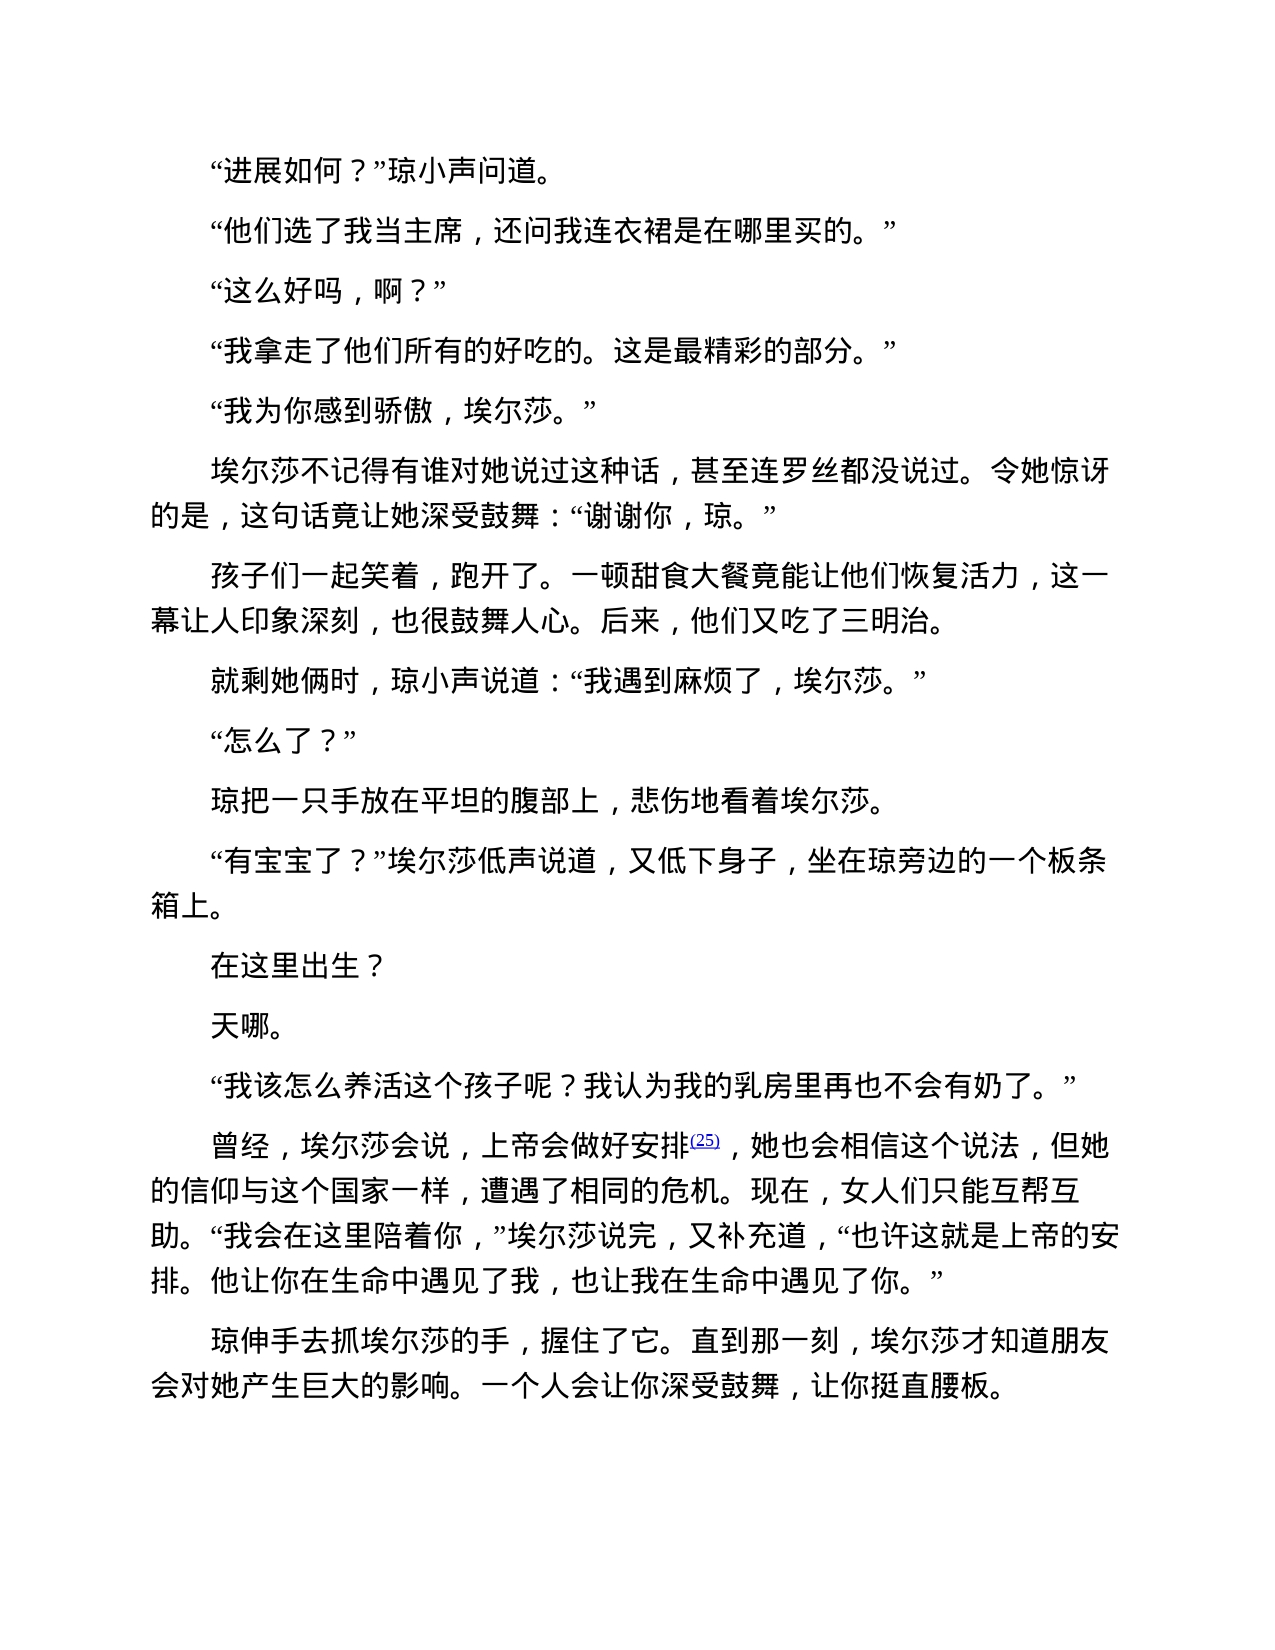 “进展如何？”琼小声问道。
“他们选了我当主席，还问我连衣裙是在哪里买的。”
“这么好吗，啊？”
“我拿走了他们所有的好吃的。这是最精彩的部分。”
“我为你感到骄傲，埃尔莎。”
埃尔莎不记得有谁对她说过这种话，甚至连罗丝都没说过。令她惊讶
的是，这句话竟让她深受鼓舞：“谢谢你，琼。”
孩子们一起笑着，跑开了。一顿甜食大餐竟能让他们恢复活力，这一
幕让人印象深刻，也很鼓舞人心。后来，他们又吃了三明治。
就剩她俩时，琼小声说道：“我遇到麻烦了，埃尔莎。”
“怎么了？”
琼把一只手放在平坦的腹部上，悲伤地看着埃尔莎。
“有宝宝了？”埃尔莎低声说道，又低下身子，坐在琼旁边的一个板条
箱上。
在这里出生？
天哪。
“我该怎么养活这个孩子呢？我认为我的乳房里再也不会有奶了。”
曾经，埃尔莎会说，上帝会做好安排(25)，她也会相信这个说法，但她
的信仰与这个国家一样，遭遇了相同的危机。现在，女人们只能互帮互
助。“我会在这里陪着你，”埃尔莎说完，又补充道，“也许这就是上帝的安
排。他让你在生命中遇见了我，也让我在生命中遇见了你。”
琼伸手去抓埃尔莎的手，握住了它。直到那一刻，埃尔莎才知道朋友
会对她产生巨大的影响。一个人会让你深受鼓舞，让你挺直腰板。